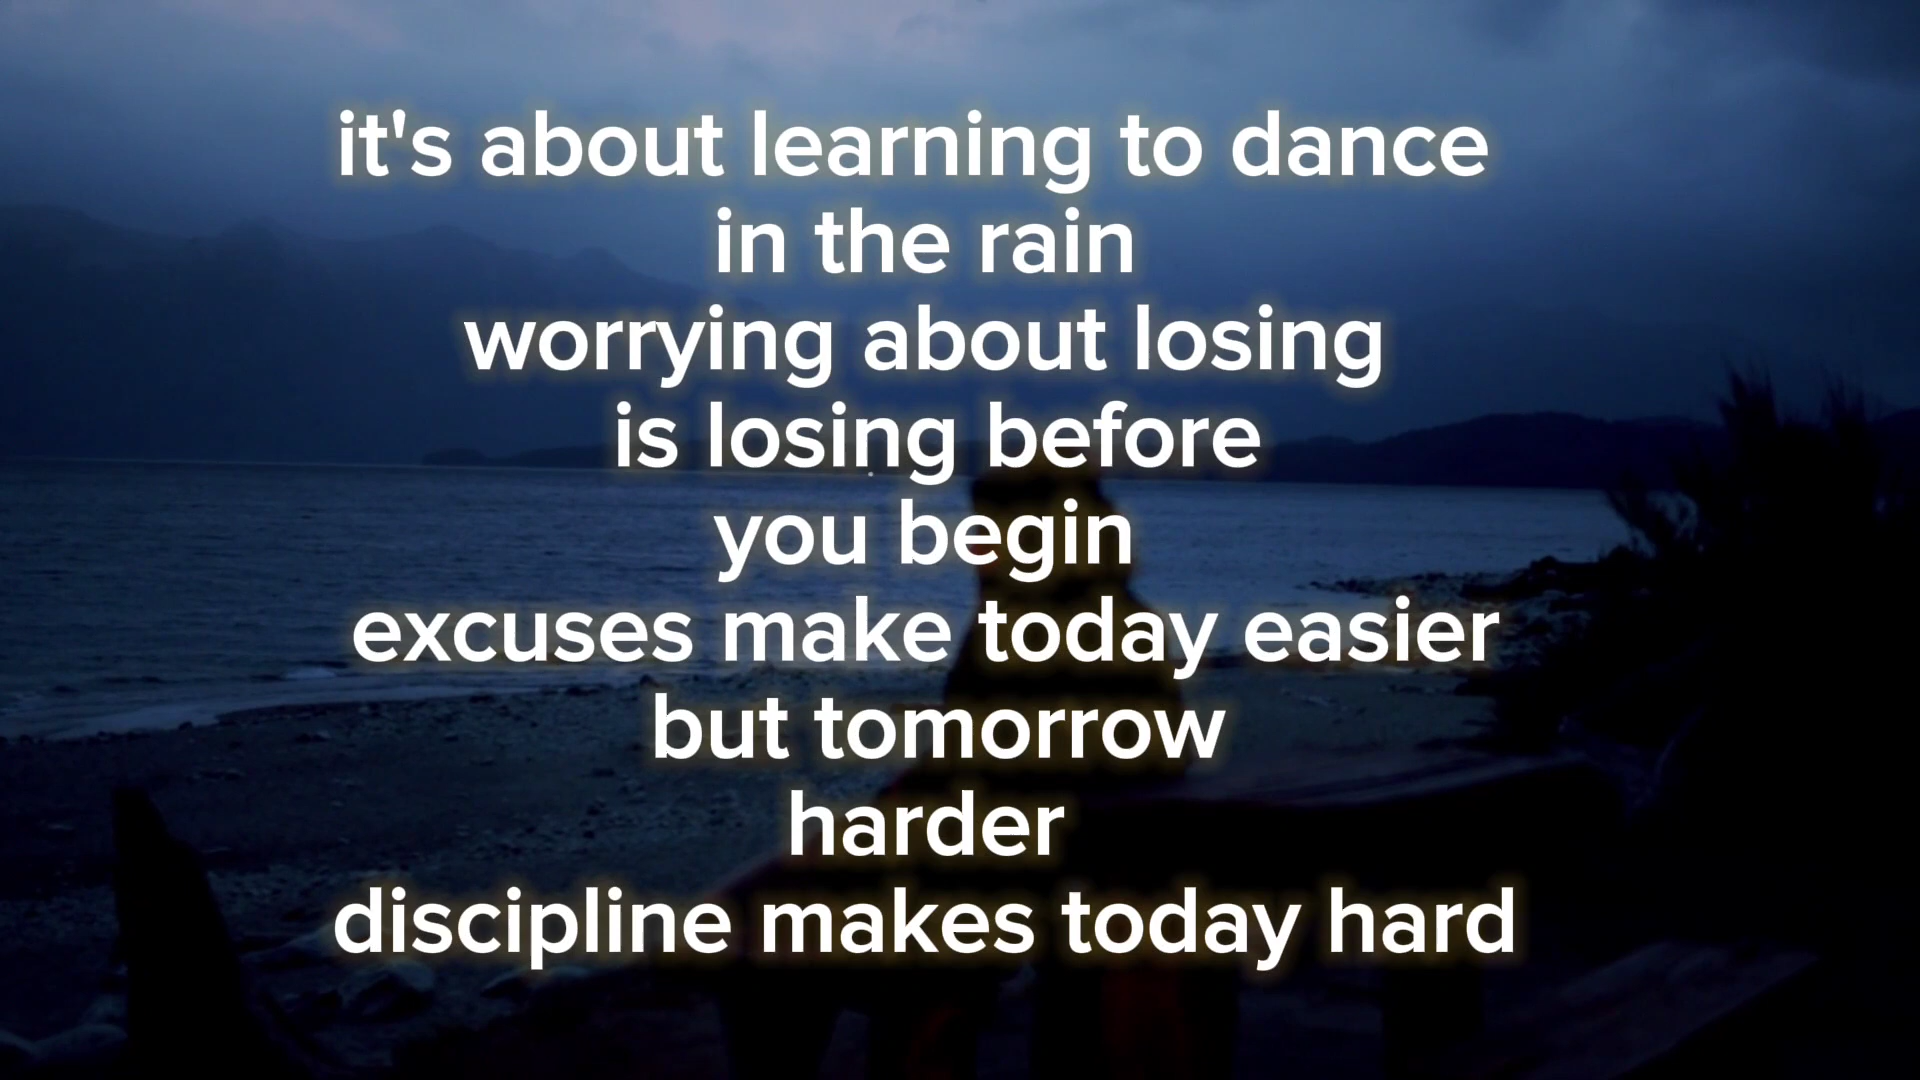 it's about learning to dance
in the rain
worrying about losing
is losing before
you begin
excuses make today easier
but tomorrow
harder
discipline makes today hard